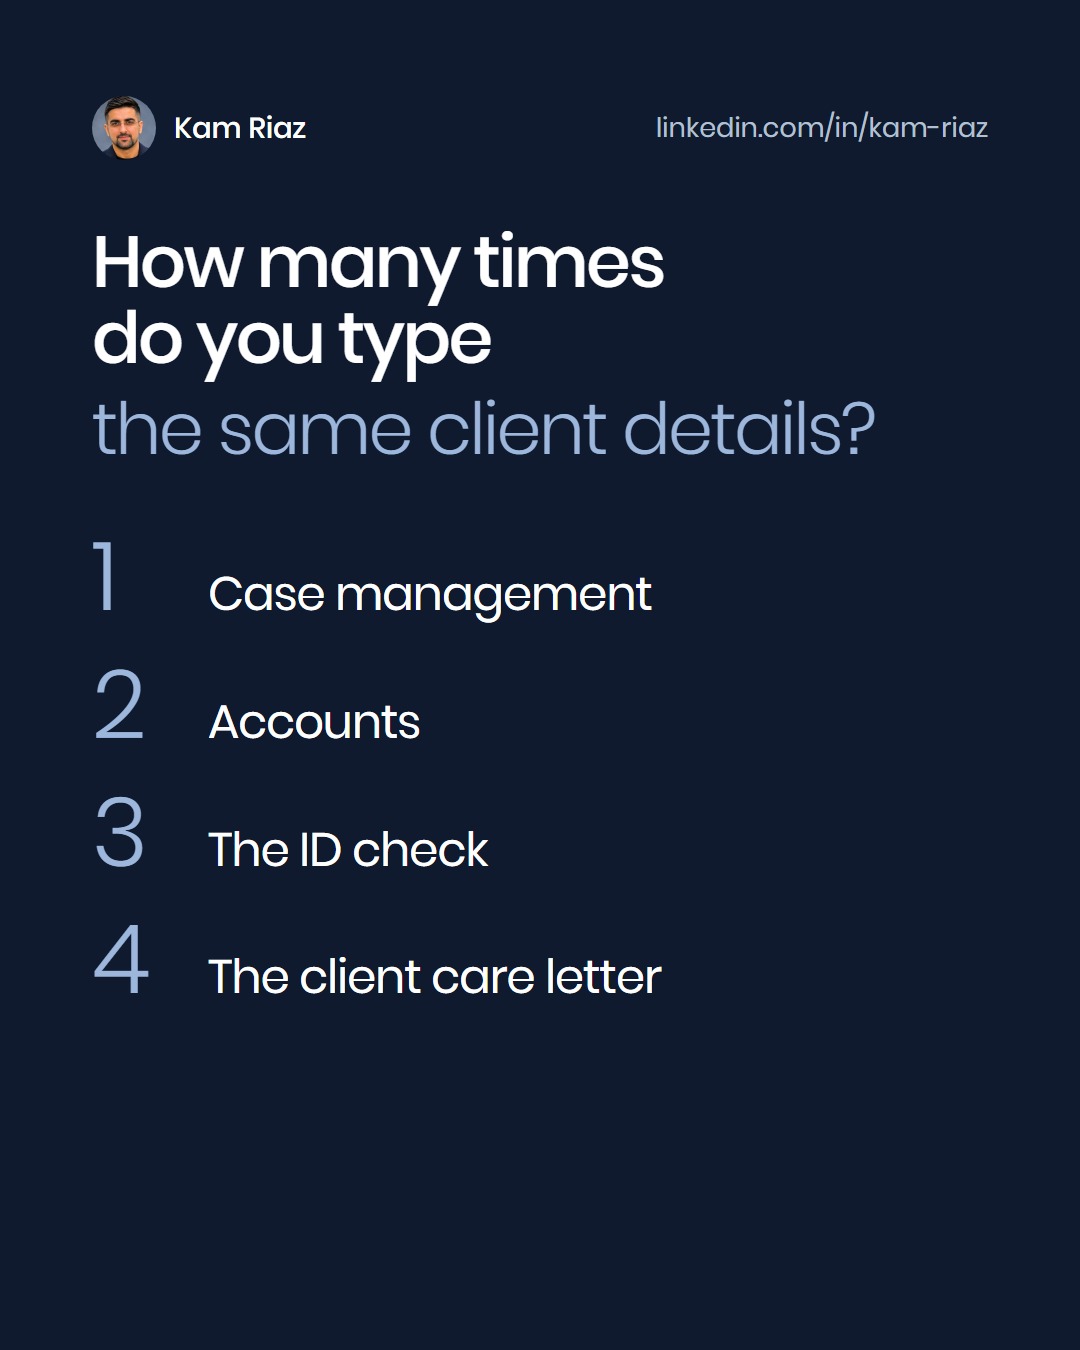 Kam Riaz
linkedin.com/in/kam-riaz
How many times
do you type
the same client details?
1 Case management
2 Accounts
3 The ID check
4 The client care letter